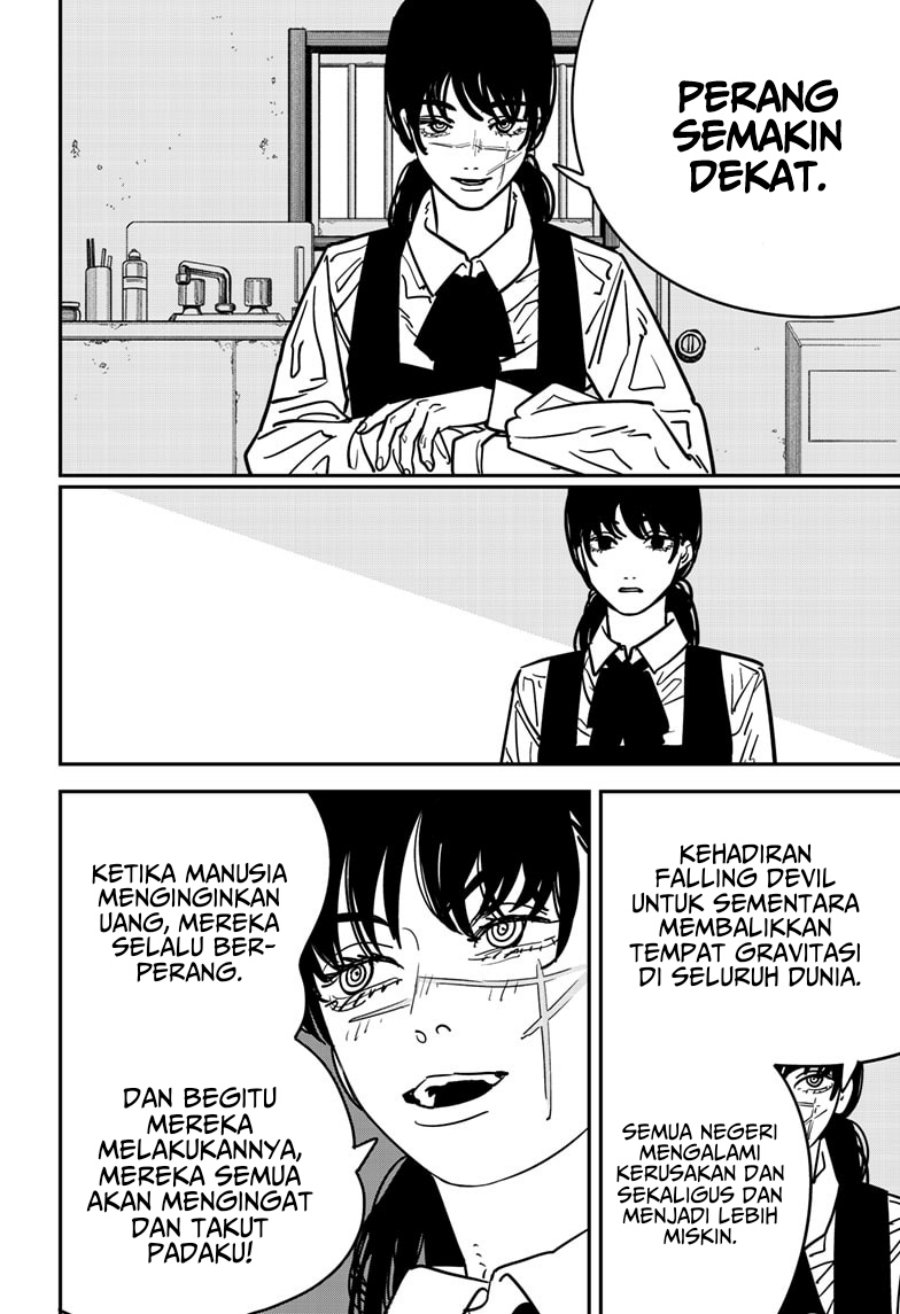 PERANG
SEMAKIN
DEKAT.
KEHADIRAN
FALLING DEVIL
UNTUK SEMENTARA
MEMBALIKKAN
TEMPAT GRAVITASI
DI SELURUH DUNIA.
SEMUA NEGERI
MENGALAMI
KERUSAKAN DAN
SEKALIGUS DAN
MENJADI LEBIH
MISKIN.
KETIKA MANUSIA
MENGINGINKAN
UANG, MEREKA
SELALU BER-
PERANG.
DAN BEGITU
MEREKA
MELAKUKANNYA,
MEREKA SEMUA
AKAN MENGINGAT
DAN TAKUT
PADAKU!